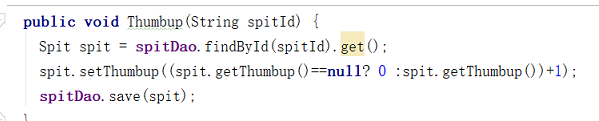 public void Thumbup(String spitId) {
Spit spit = spitDao.findById(spitId).get();
spit.setThumbup((spit.getThumbup()==null? 0 :spit.getThumbup())+1);
spitDao.save(spit);
}